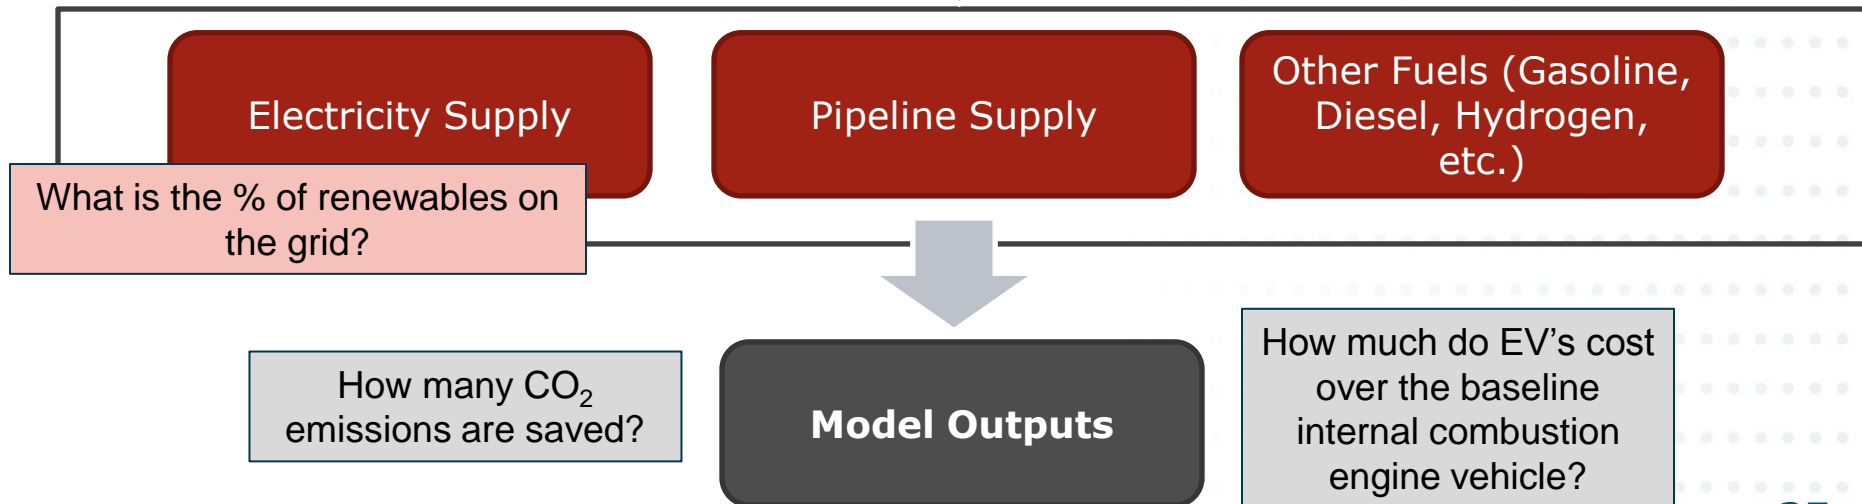 Electricity Supply
Pipeline Supply
Other Fuels (Gasoline,
Diesel, Hydrogen,
etc.)
What is the % of renewables on
the grid?
How many CO₂
emissions are saved?
Model Outputs
How much do EV’s cost
over the baseline
internal combustion
engine vehicle?